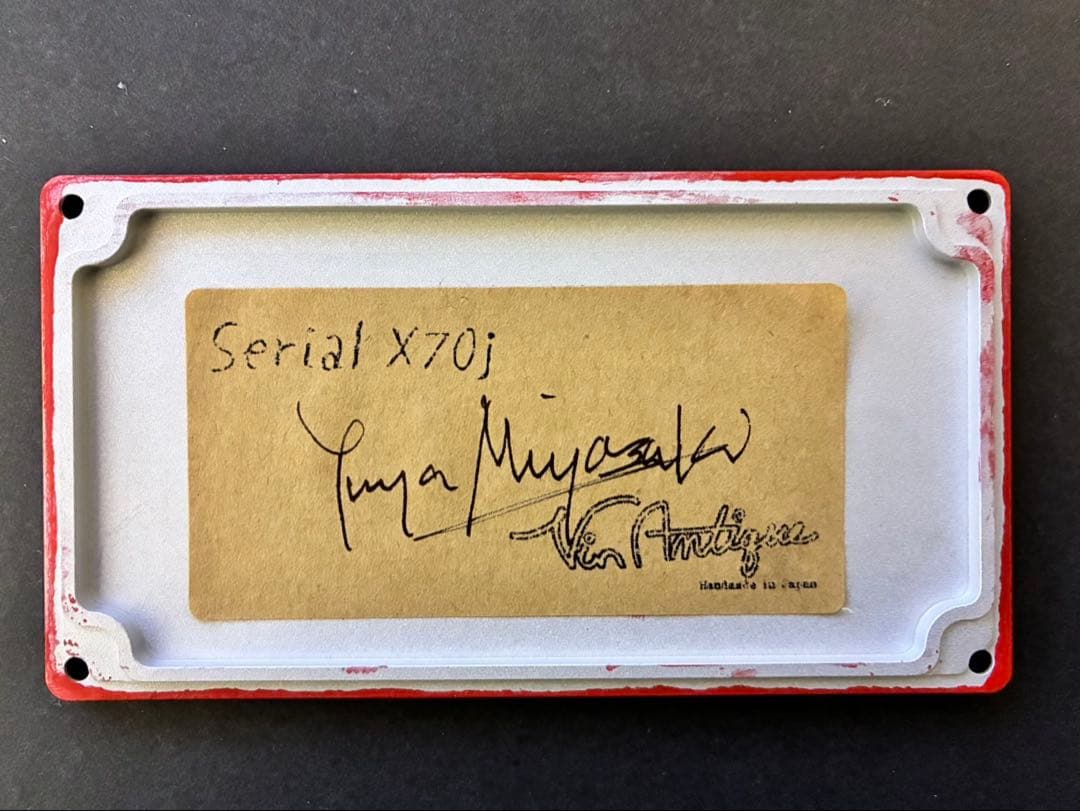 Serial X70j
Yuya Miyazaki
Vin Antique
Handmade in Japan